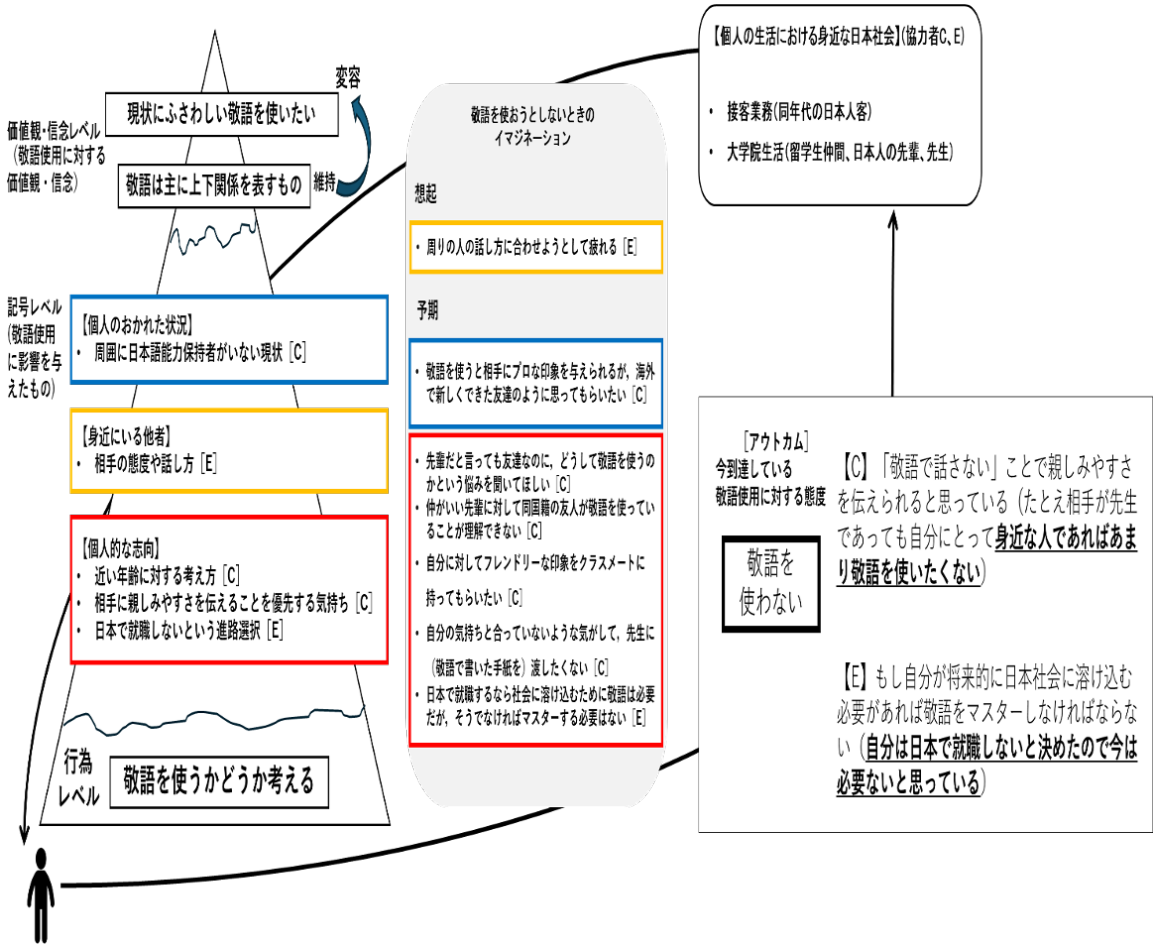 変容
現状にふさわしい敬語を使いたい
価値観・信念レベル
(敬語使用に対する
価値観・信念)
敬語は主に上下関係を表すもの
維持
記号レベル
(敬語使用
に影響を与
えたもの)
【個人のおかれた状況】
・ 周囲に日本語能力保持者がいない現状［C］
【身近にいる他者】
・ 相手の態度や話し方［E］
【個人的な志向】
・ 近い年齢に対する考え方［C］
・ 相手に親しみやすさを伝えることを優先する気持ち［C］
・ 日本で就職しないという進路選択［E］
行為
レベル
敬語を使うかどうか考える
敬語を使おうとしないときの
イマジネーション
想起
・ 周りの人の話し方に合わせようとして疲れる［E］
予期
・ 敬語を使うと相手にプロな印象を与えられるが，海外
で新しくできた友達のように思ってもらいたい［C］
・ 先輩だと言っても友達なのに，どうして敬語を使うの
かという悩みを聞いてほしい［C］
・ 仲がいい先輩に対して同国籍の友人が敬語を使ってい
ることが理解できない［C］
・ 自分に対してフレンドリーな印象をクラスメートに
持ってもらいたい［C］
・ 自分の気持ちと合っていないような気がして，先生に
（敬語で書いた手紙を）渡したくない［C］
・ 日本で就職するなら社会に溶け込むために敬語は必要
だが，そうでなければマスターする必要はない［E］
【個人の生活における身近な日本社会】(協力者C、E)
・ 接客業務(同年代の日本人客)
・ 大学院生活(留学生仲間、日本人の先輩、先生)
［アウトカム］
今到達している
敬語使用に対する態度
敬語を
使わない
【C】「敬語で話さない」ことで親しみやすさ
を伝えられると思っている（たとえ相手が先生
であっても自分にとって身近な人であればあま
り敬語を使いたくない）
【E】もし自分が将来的に日本社会に溶け込む
必要があれば敬語をマスターしなければならな
い（自分は日本で就職しないと決めたので今は
必要ないと思っている）